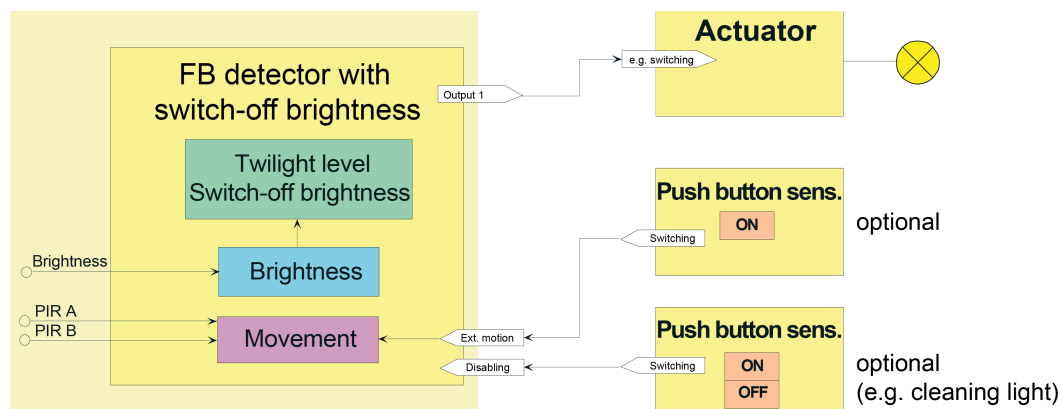 FB detector with
switch-off brightness
Output 1
e.g. switching
Actuator
Twilight level
Switch-off brightness
Brightness
Brightness
PIR A
PIR B
Movement
Ext. motion
Disabling
Push button sens.
ON
Switching
optional
Push button sens.
Switching
ON
OFF
optional
(e.g. cleaning light)